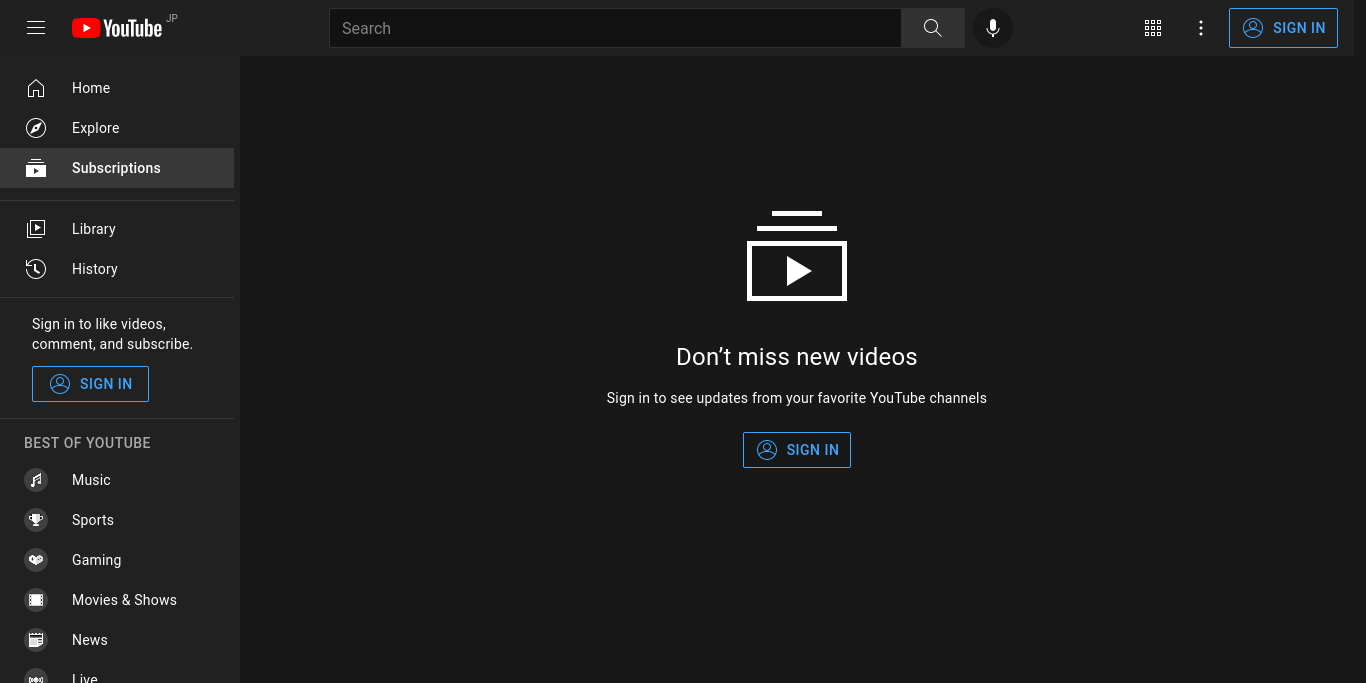 YouTube JP
Search
SIGN IN
Home
Explore
Subscriptions
Library
History
Sign in to like videos,
comment, and subscribe.
SIGN IN
BEST OF YOUTUBE
Music
Sports
Gaming
Movies & Shows
News
Live
Don’t miss new videos
Sign in to see updates from your favorite YouTube channels
SIGN IN